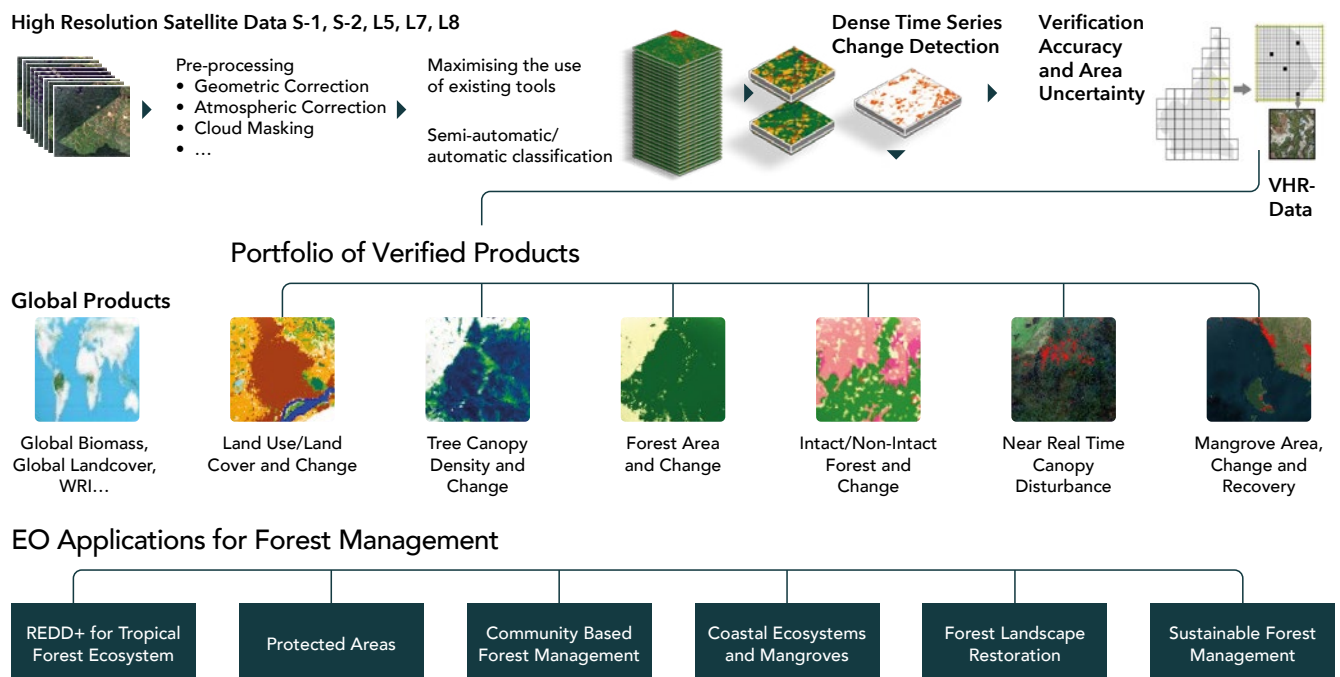 High Resolution Satellite Data S-1, S-2, L5, L7, L8
Pre-processing
• Geometric Correction
• Atmospheric Correction
• Cloud Masking
• …
Maximising the use
of existing tools
Semi-automatic/
automatic classification
Dense Time Series
Change Detection
Verification
Accuracy
and Area
Uncertainty
VHR-
Data
Portfolio of Verified Products
Global Products
Global Biomass,
Global Landcover,
WRI…
Land Use/Land
Cover and Change
Tree Canopy
Density and
Change
Forest Area
and Change
Intact/Non-Intact
Forest and
Change
Near Real Time
Canopy
Disturbance
Mangrove Area,
Change and
Recovery
EO Applications for Forest Management
REDD+ for Tropical
Forest Ecosystem
Protected Areas
Community Based
Forest Management
Coastal Ecosystems
and Mangroves
Forest Landscape
Restoration
Sustainable Forest
Management